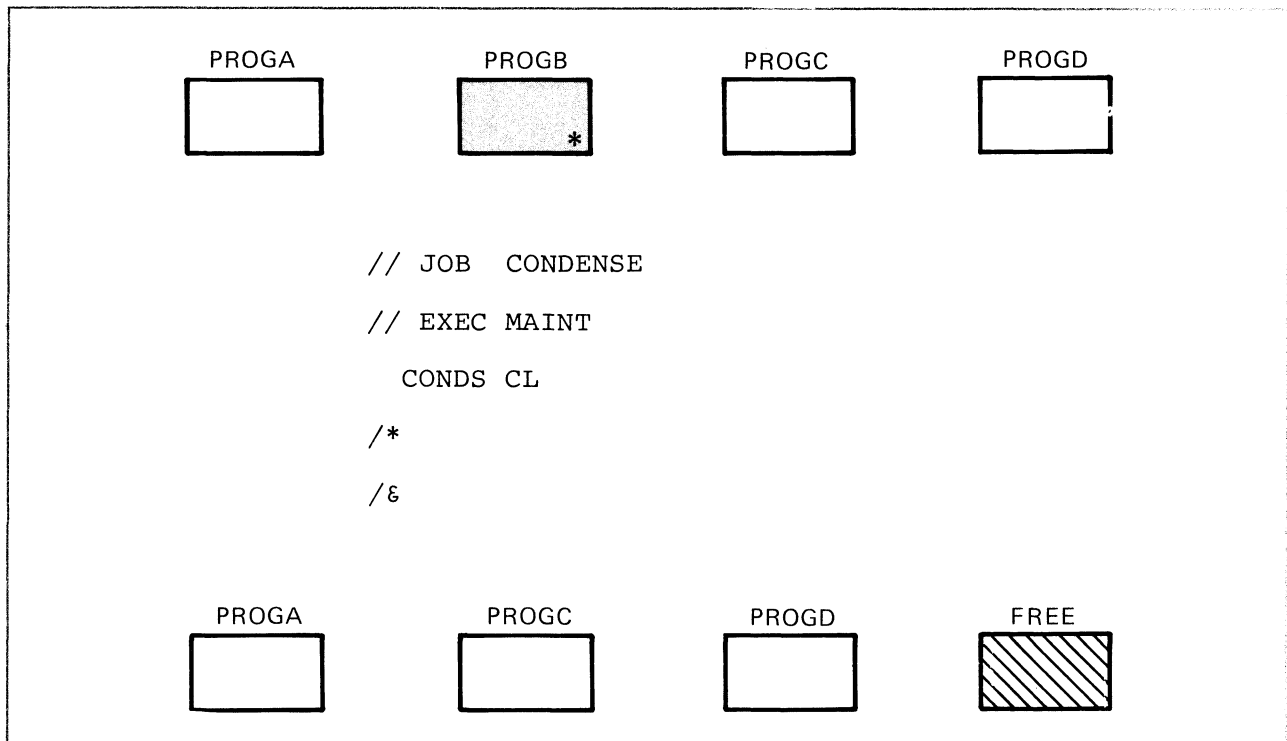 PROGA PROGB PROGC PROGD
*
// JOB  CONDENSE
// EXEC MAINT
CONDS CL
/*
/&
PROGA PROGC PROGD FREE